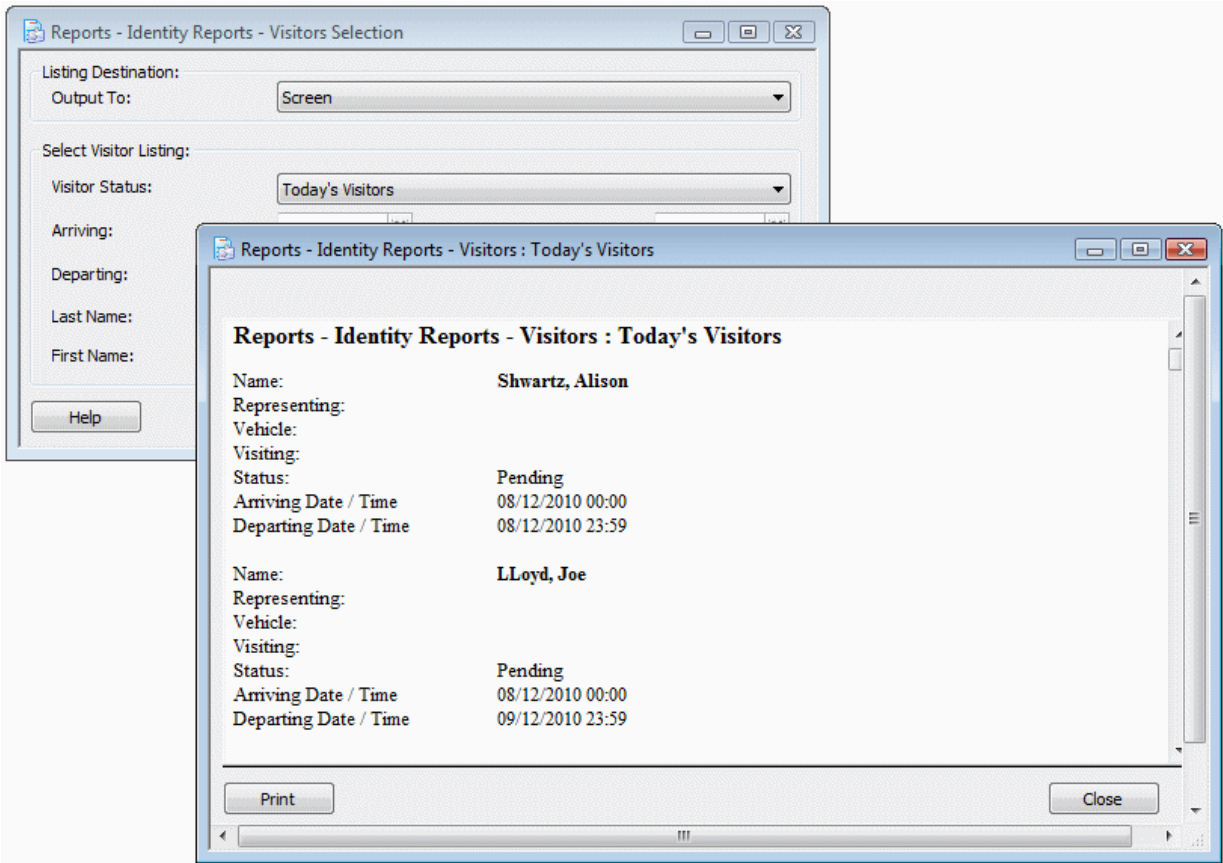 Reports - Identity Reports - Visitors Selection
Listing Destination:
Output To: Screen
Select Visitor Listing:
Visitor Status: Today's Visitors
Arriving:
Departing:
Last Name:
First Name:
Help
Reports - Identity Reports - Visitors : Today's Visitors
Reports - Identity Reports - Visitors : Today's Visitors
Name: Shwartz, Alison
Representing:
Vehicle:
Visiting:
Status: Pending
Arriving Date / Time 08/12/2010 00:00
Departing Date / Time 08/12/2010 23:59
Name: LLoyd, Joe
Representing:
Vehicle:
Visiting:
Status: Pending
Arriving Date / Time 08/12/2010 00:00
Departing Date / Time 09/12/2010 23:59
Print Close